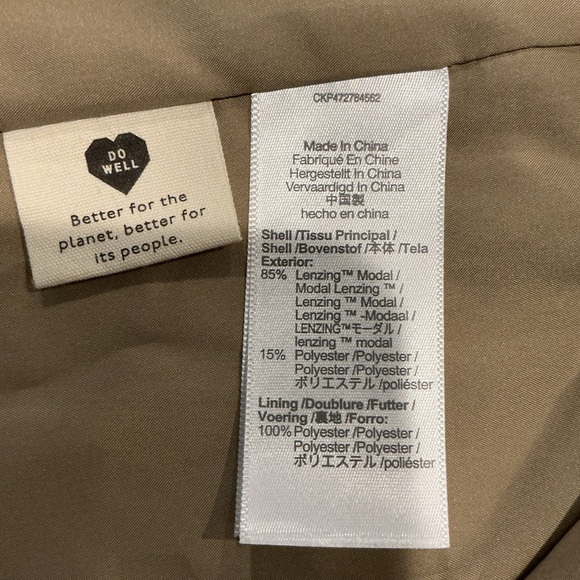 DO
WELL
Better for the
planet, better for
its people.
CKP472784562
Made In China
Fabriqué En Chine
Hergestellt In China
Vervaardigd In China
中国製
hecho en china
Shell /Tissu Principal /
Shell /Bovenstof /本体 /Tela
Exterior:
85% Lenzing™ Modal /
Modal Lenzing ™ /
Lenzing ™ Modal /
Lenzing ™ -Modaal /
LENZING™モーダル /
lenzing ™ modal
15% Polyester /Polyester /
Polyester /Polyester /
ポリエステル /poliéster
Lining /Doublure /Futter /
Voering /裏地 /Forro:
100% Polyester /Polyester /
Polyester /Polyester /
ポリエステル /poliéster